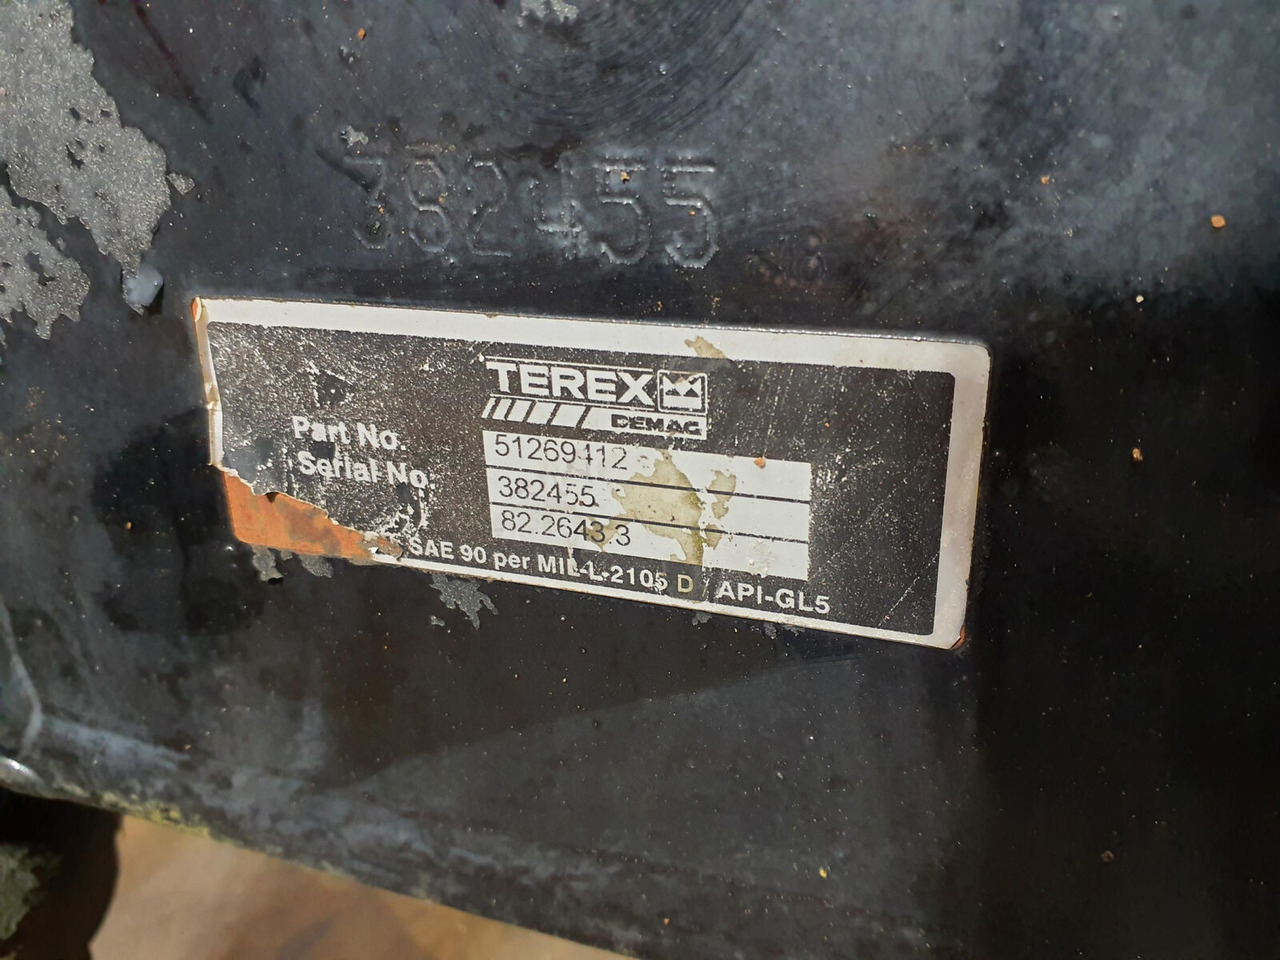 382455
TEREX
DEMAG
Part No. 51269412
Serial No. 382455
82.2643.3
SAE 90 per MIL-L-2105 D / API-GL5